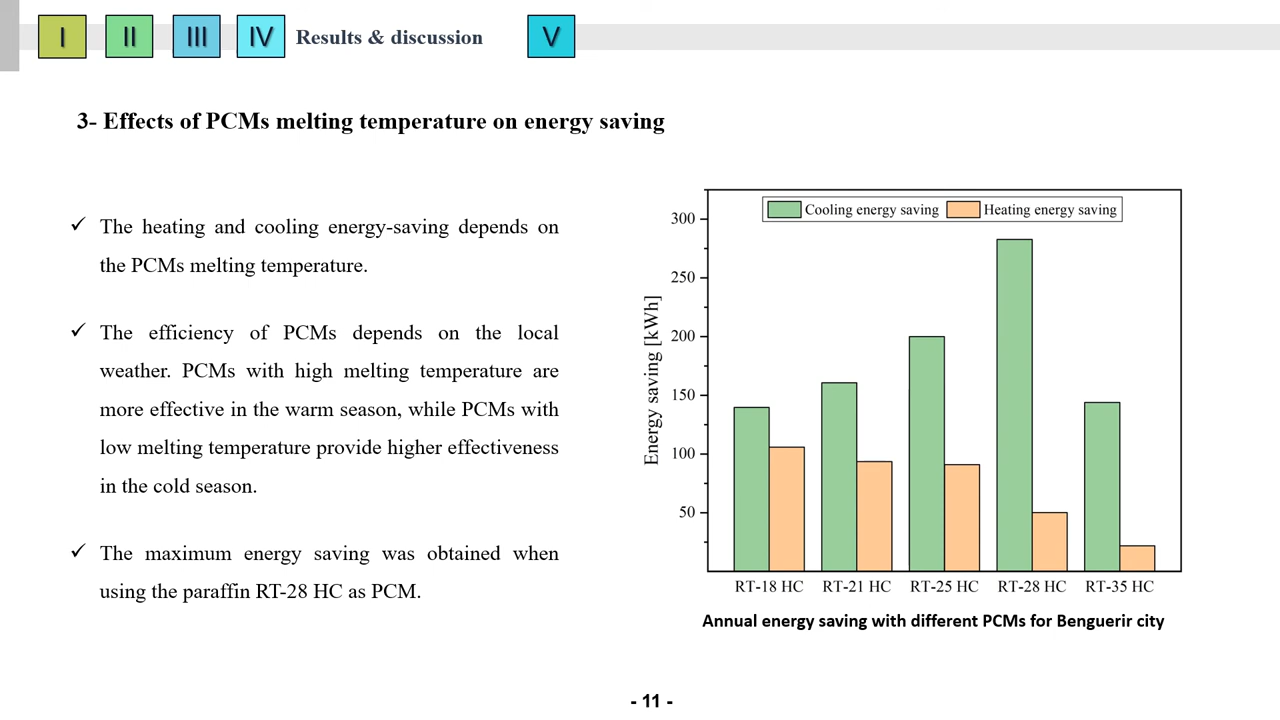 I II III IV Results & discussion V
3- Effects of PCMs melting temperature on energy saving
✓ The heating and cooling energy-saving depends on
the PCMs melting temperature.
✓ The efficiency of PCMs depends on the local
weather. PCMs with high melting temperature are
more effective in the warm season, while PCMs with
low melting temperature provide higher effectiveness
in the cold season.
✓ The maximum energy saving was obtained when
using the paraffin RT-28 HC as PCM.
Cooling energy saving Heating energy saving
Energy saving [kWh]
300
250
200
150
100
50
RT-18 HC RT-21 HC RT-25 HC RT-28 HC RT-35 HC
Annual energy saving with different PCMs for Benguerir city
- 11 -